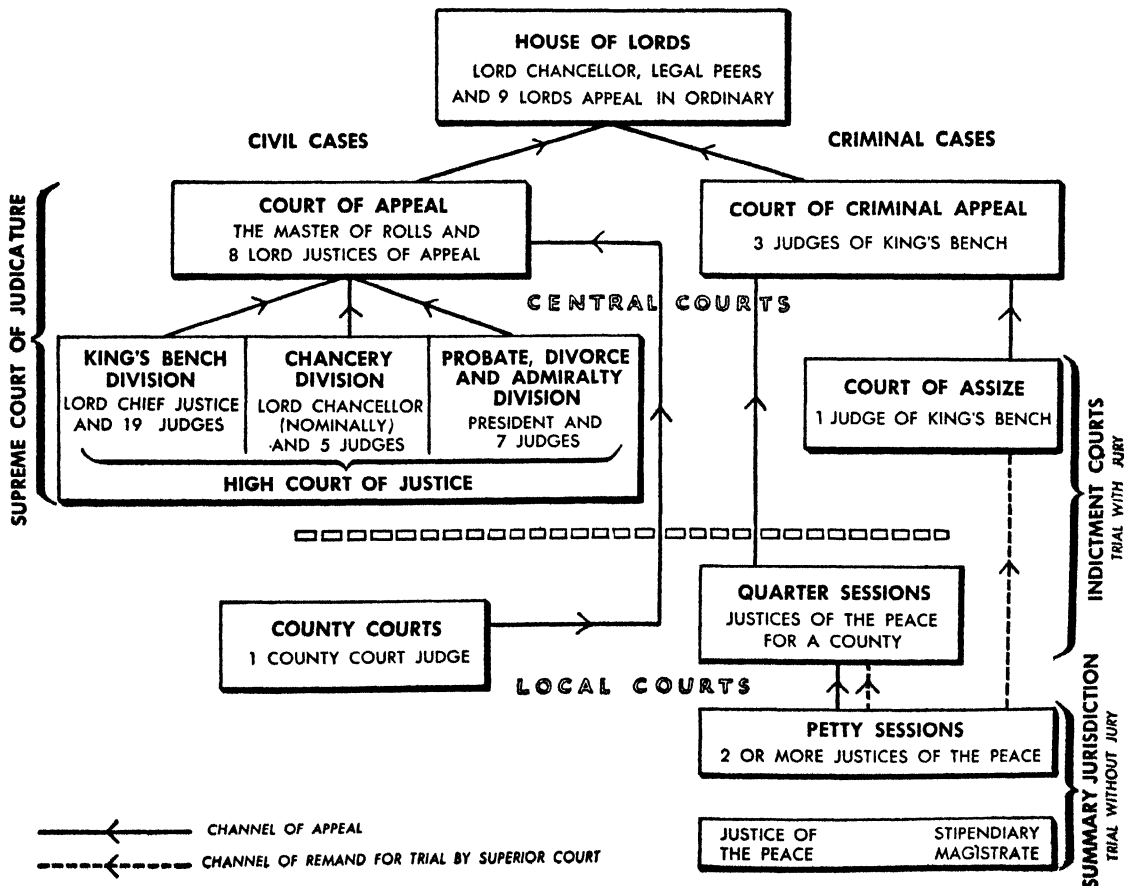 HOUSE OF LORDS
LORD CHANCELLOR, LEGAL PEERS
AND 9 LORDS APPEAL IN ORDINARY
CIVIL CASES
CRIMINAL CASES
SUPREME COURT OF JUDICATURE
COURT OF APPEAL
THE MASTER OF ROLLS AND
8 LORD JUSTICES OF APPEAL
COURT OF CRIMINAL APPEAL
3 JUDGES OF KING'S BENCH
CENTRAL COURTS
KING'S BENCH
DIVISION
LORD CHIEF JUSTICE
AND 19 JUDGES
CHANCERY
DIVISION
LORD CHANCELLOR
(NOMINALLY)
AND 5 JUDGES
PROBATE, DIVORCE
AND ADMIRALTY
DIVISION
PRESIDENT AND
7 JUDGES
HIGH COURT OF JUSTICE
COURT OF ASSIZE
1 JUDGE OF KING'S BENCH
INDICTMENT COURTS
TRIAL WITH JURY
QUARTER SESSIONS
JUSTICES OF THE PEACE
FOR A COUNTY
COUNTY COURTS
1 COUNTY COURT JUDGE
LOCAL COURTS
PETTY SESSIONS
2 OR MORE JUSTICES OF THE PEACE
SUMMARY JURISDICTION
TRIAL WITHOUT JURY
JUSTICE OF
THE PEACE
STIPENDIARY
MAGISTRATE
CHANNEL OF APPEAL
CHANNEL OF REMAND FOR TRIAL BY SUPERIOR COURT